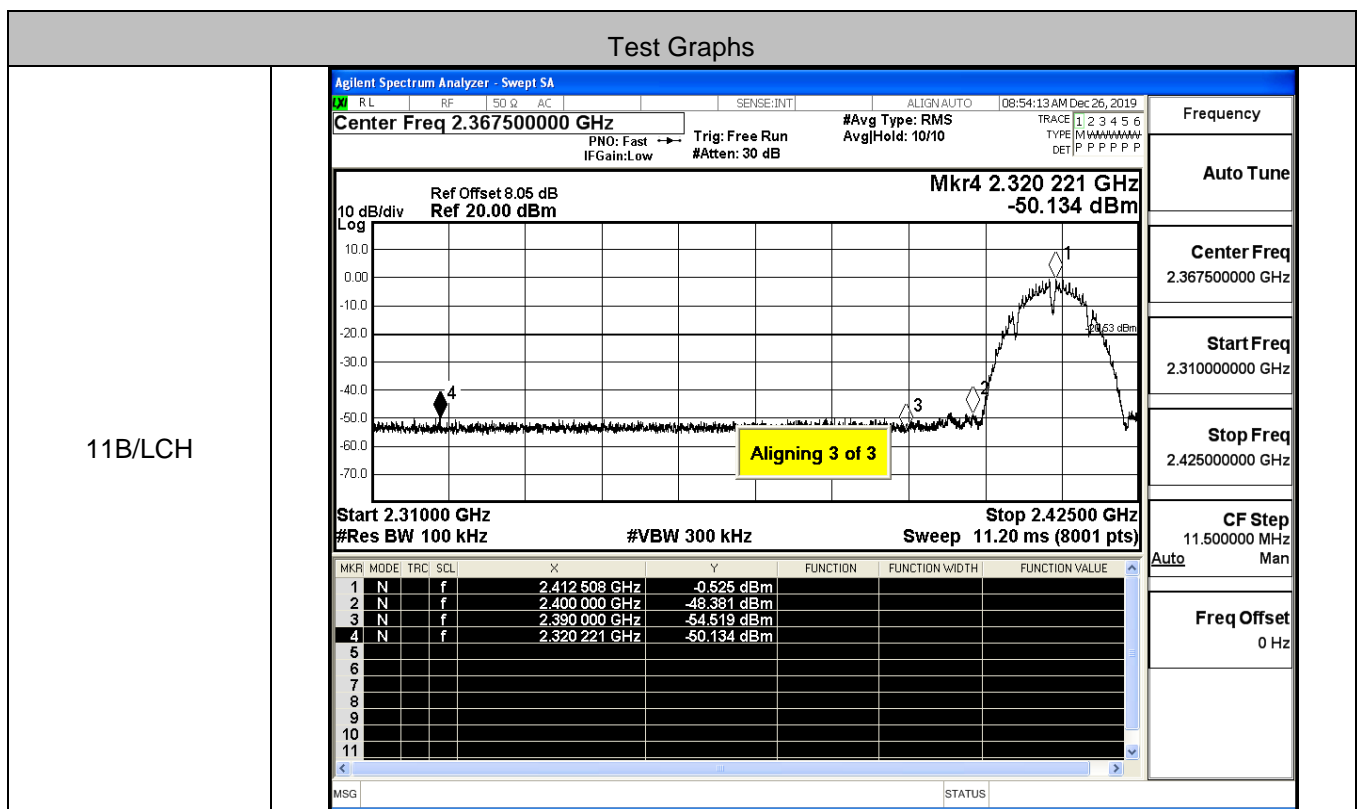 Test Graphs
11B/LCH
Agilent Spectrum Analyzer - Swept SA
LXI RL RF 50 Ω AC SENSE:INT ALIGN AUTO 08:54:13 AM Dec 26, 2019
Center Freq 2.367500000 GHz
PNO: Fast
IFGain:Low
Trig: Free Run
#Atten: 30 dB
#Avg Type: RMS
Avg|Hold: 10/10
TRACE 1 2 3 4 5 6
TYPE M WWWWW
DET P P P P P P
Mkr4 2.320 221 GHz
-50.134 dBm
Ref Offset 8.05 dB
10 dB/div Ref 20.00 dBm
Log
10.0
0.00
-10.0
-20.0
-30.0
-40.0
-50.0
-60.0
-70.0
1
2
3
4
-20.53 dBm
Aligning 3 of 3
Start 2.31000 GHz Stop 2.42500 GHz
#Res BW 100 kHz #VBW 300 kHz Sweep 11.20 ms (8001 pts)
MKR MODE TRC SCL X Y FUNCTION FUNCTION WIDTH FUNCTION VALUE
1 N f 2.412 508 GHz -0.525 dBm
2 N f 2.400 000 GHz -48.381 dBm
3 N f 2.390 000 GHz -54.519 dBm
4 N f 2.320 221 GHz -50.134 dBm
5
6
7
8
9
10
11
MSG STATUS
Frequency
Auto Tune
Center Freq
2.367500000 GHz
Start Freq
2.310000000 GHz
Stop Freq
2.425000000 GHz
CF Step
11.500000 MHz
Auto Man
Freq Offset
0 Hz